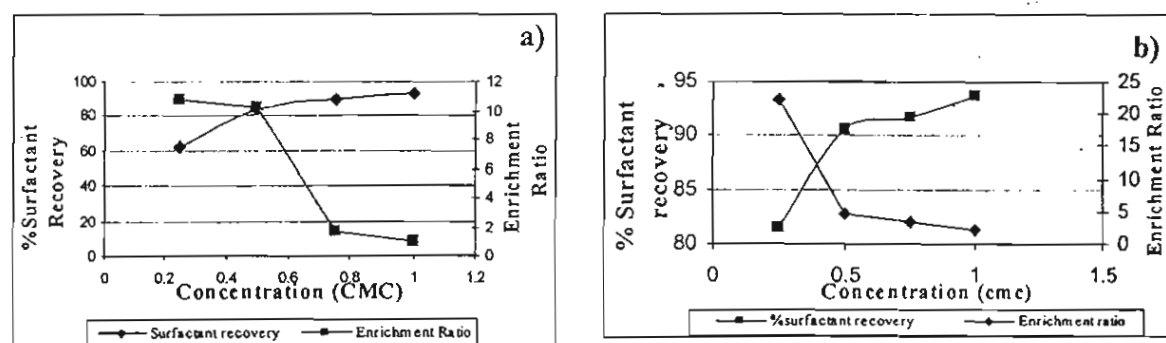 a)
100
80
60
40
20
0
%Surfactant
Recovery
12
10
8
6
4
2
0
Enrichment
Ratio
0 0.2 0.4 0.6 0.8 1 1.2
Concentration (CMC)
Surfactant recovery Enrichment Ratio
b)
95
90
85
80
% Surfactant
recovery
25
20
15
10
5
0
Enrichment Ratio
0 0.5 1 1.5
Concentration (cmc)
%surfactant recovery Enrichment ratio